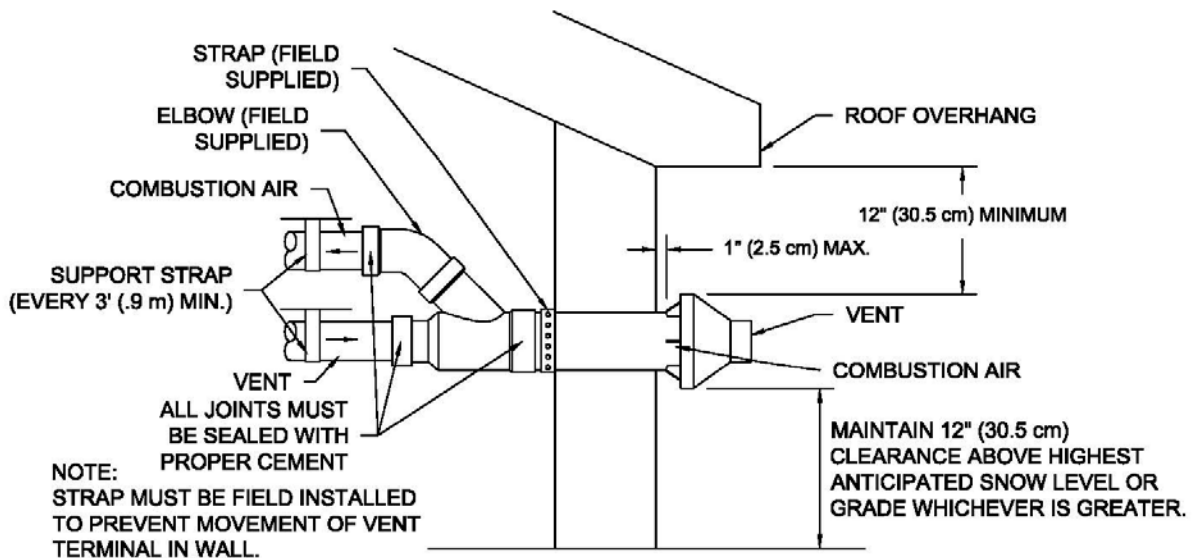 STRAP (FIELD
SUPPLIED)
ELBOW (FIELD
SUPPLIED)
COMBUSTION AIR
SUPPORT STRAP
(EVERY 3' (.9 m) MIN.)
VENT
ALL JOINTS MUST
BE SEALED WITH
PROPER CEMENT
NOTE:
STRAP MUST BE FIELD INSTALLED
TO PREVENT MOVEMENT OF VENT
TERMINAL IN WALL.
ROOF OVERHANG
12" (30.5 cm) MINIMUM
1" (2.5 cm) MAX.
VENT
COMBUSTION AIR
MAINTAIN 12" (30.5 cm)
CLEARANCE ABOVE HIGHEST
ANTICIPATED SNOW LEVEL OR
GRADE WHICHEVER IS GREATER.